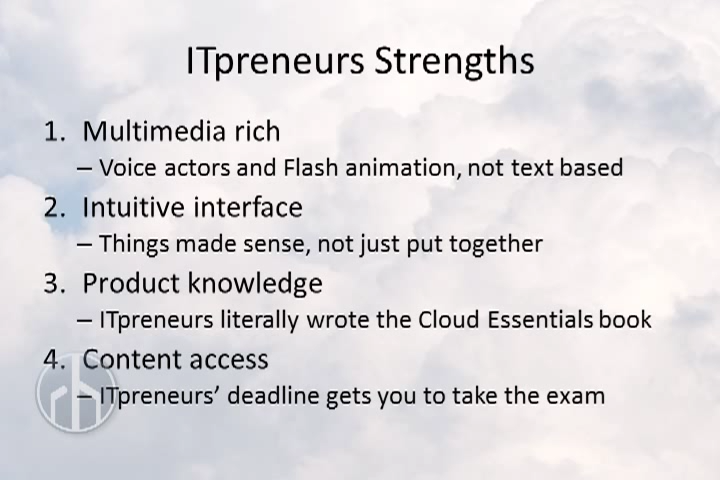 ITpreneurs Strengths
1. Multimedia rich
– Voice actors and Flash animation, not text based
2. Intuitive interface
– Things made sense, not just put together
3. Product knowledge
– ITpreneurs literally wrote the Cloud Essentials book
4. Content access
– ITpreneurs’ deadline gets you to take the exam